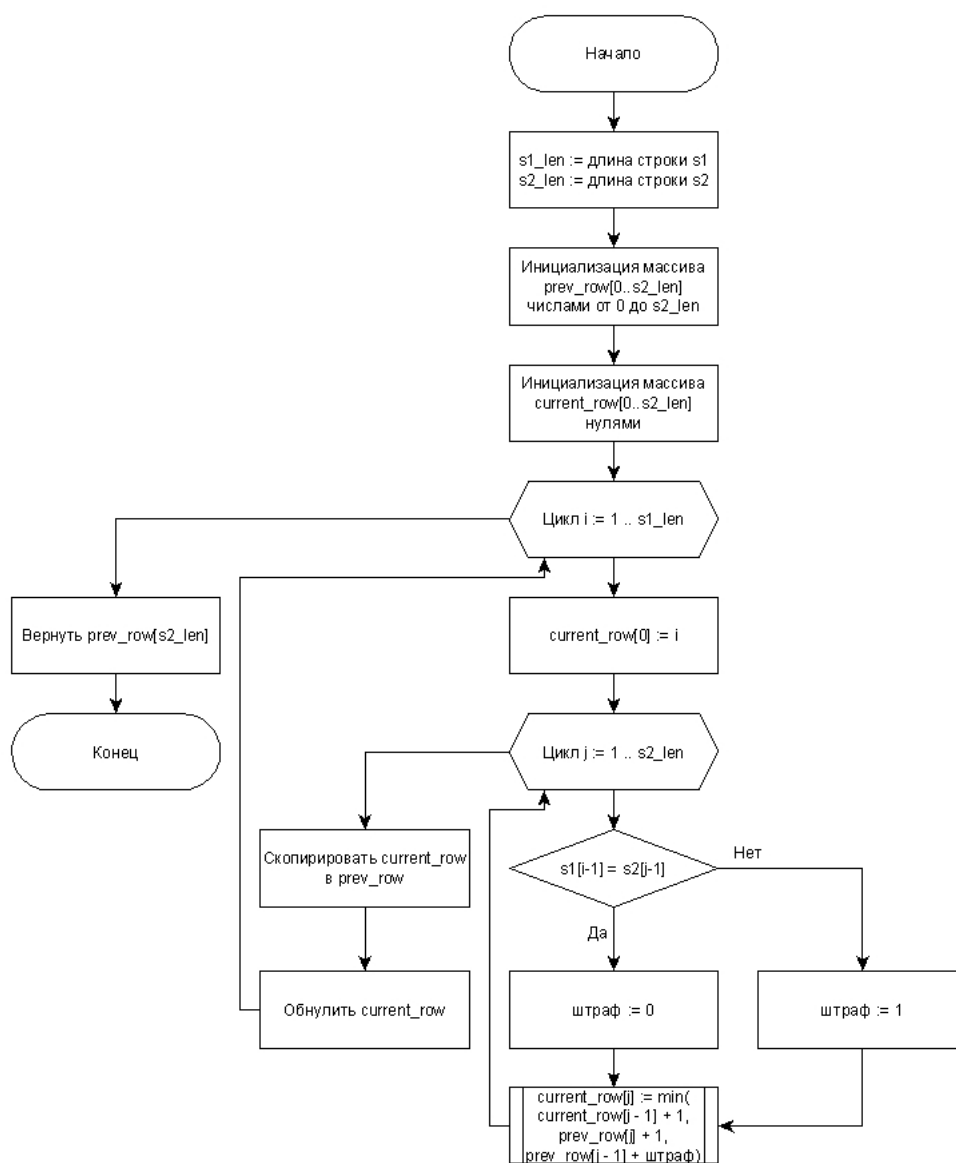 Начало
s1_len := длина строки s1
s2_len := длина строки s2
Инициализация массива
prev_row[0..s2_len]
числами от 0 до s2_len
Инициализация массива
current_row[0..s2_len]
нулями
Цикл i := 1 .. s1_len
Вернуть prev_row[s2_len]
current_row[0] := i
Конец
Цикл j := 1 .. s2_len
Скопирировать current_row
в prev_row
s1[i-1] = s2[j-1]
Нет
Да
Обнулить current_row
штраф := 0
штраф := 1
current_row[j] := min(
current_row[j - 1] + 1,
prev_row[j] + 1,
prev_row[j - 1] + штраф)